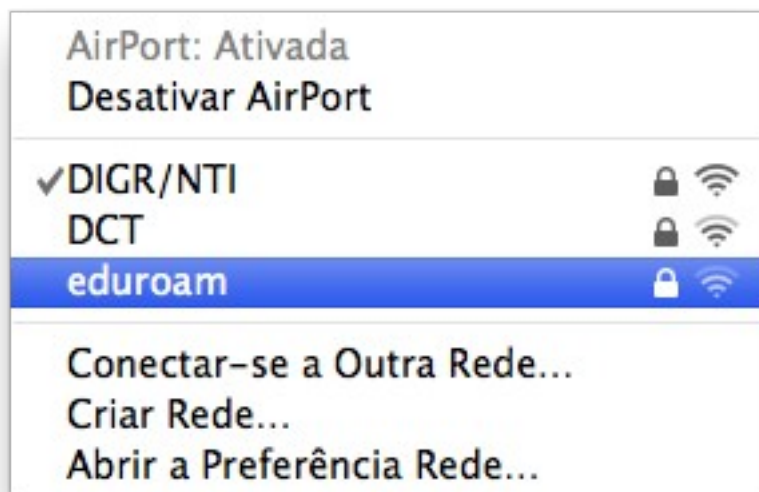 AirPort: Ativada
Desativar AirPort
DIGR/NTI
DCT
eduroam
Conectar-se a Outra Rede...
Criar Rede...
Abrir a Preferência Rede...